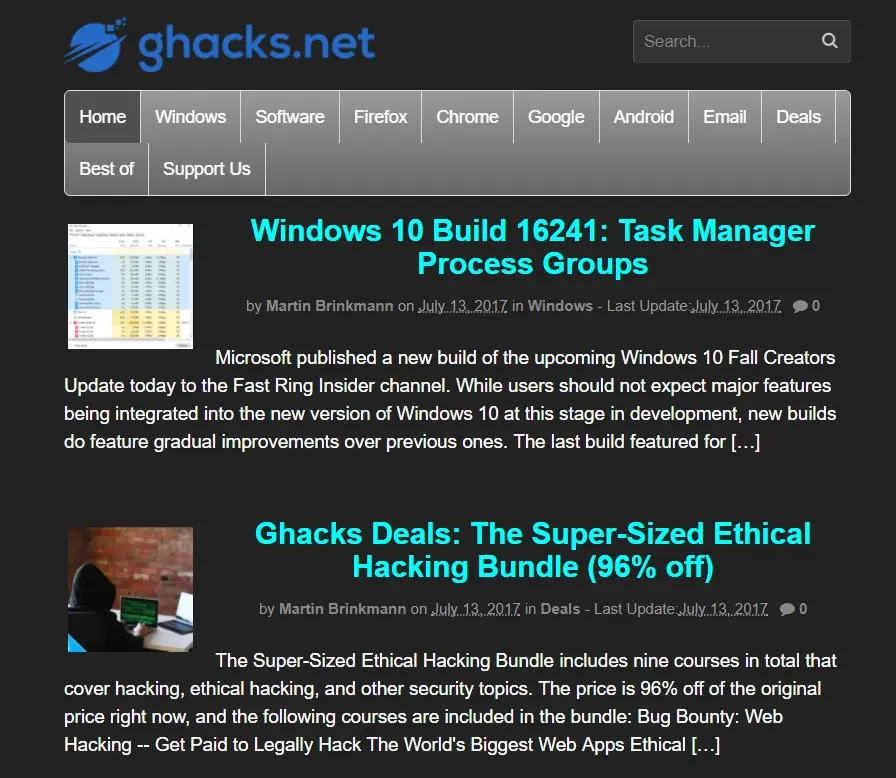 ghacks.net
Search...
Home Windows Software Firefox Chrome Google Android Email Deals
Best of Support Us
Windows 10 Build 16241: Task Manager
Process Groups
by Martin Brinkmann on July 13, 2017 in Windows - Last Update:July 13, 2017 0
Microsoft published a new build of the upcoming Windows 10 Fall Creators
Update today to the Fast Ring Insider channel. While users should not expect major features
being integrated into the new version of Windows 10 at this stage in development, new builds
do feature gradual improvements over previous ones. The last build featured for […]
Ghacks Deals: The Super-Sized Ethical
Hacking Bundle (96% off)
by Martin Brinkmann on July 13, 2017 in Deals - Last Update:July 13, 2017 0
The Super-Sized Ethical Hacking Bundle includes nine courses in total that
cover hacking, ethical hacking, and other security topics. The price is 96% off of the original
price right now, and the following courses are included in the bundle: Bug Bounty: Web
Hacking -- Get Paid to Legally Hack The World's Biggest Web Apps Ethical […]